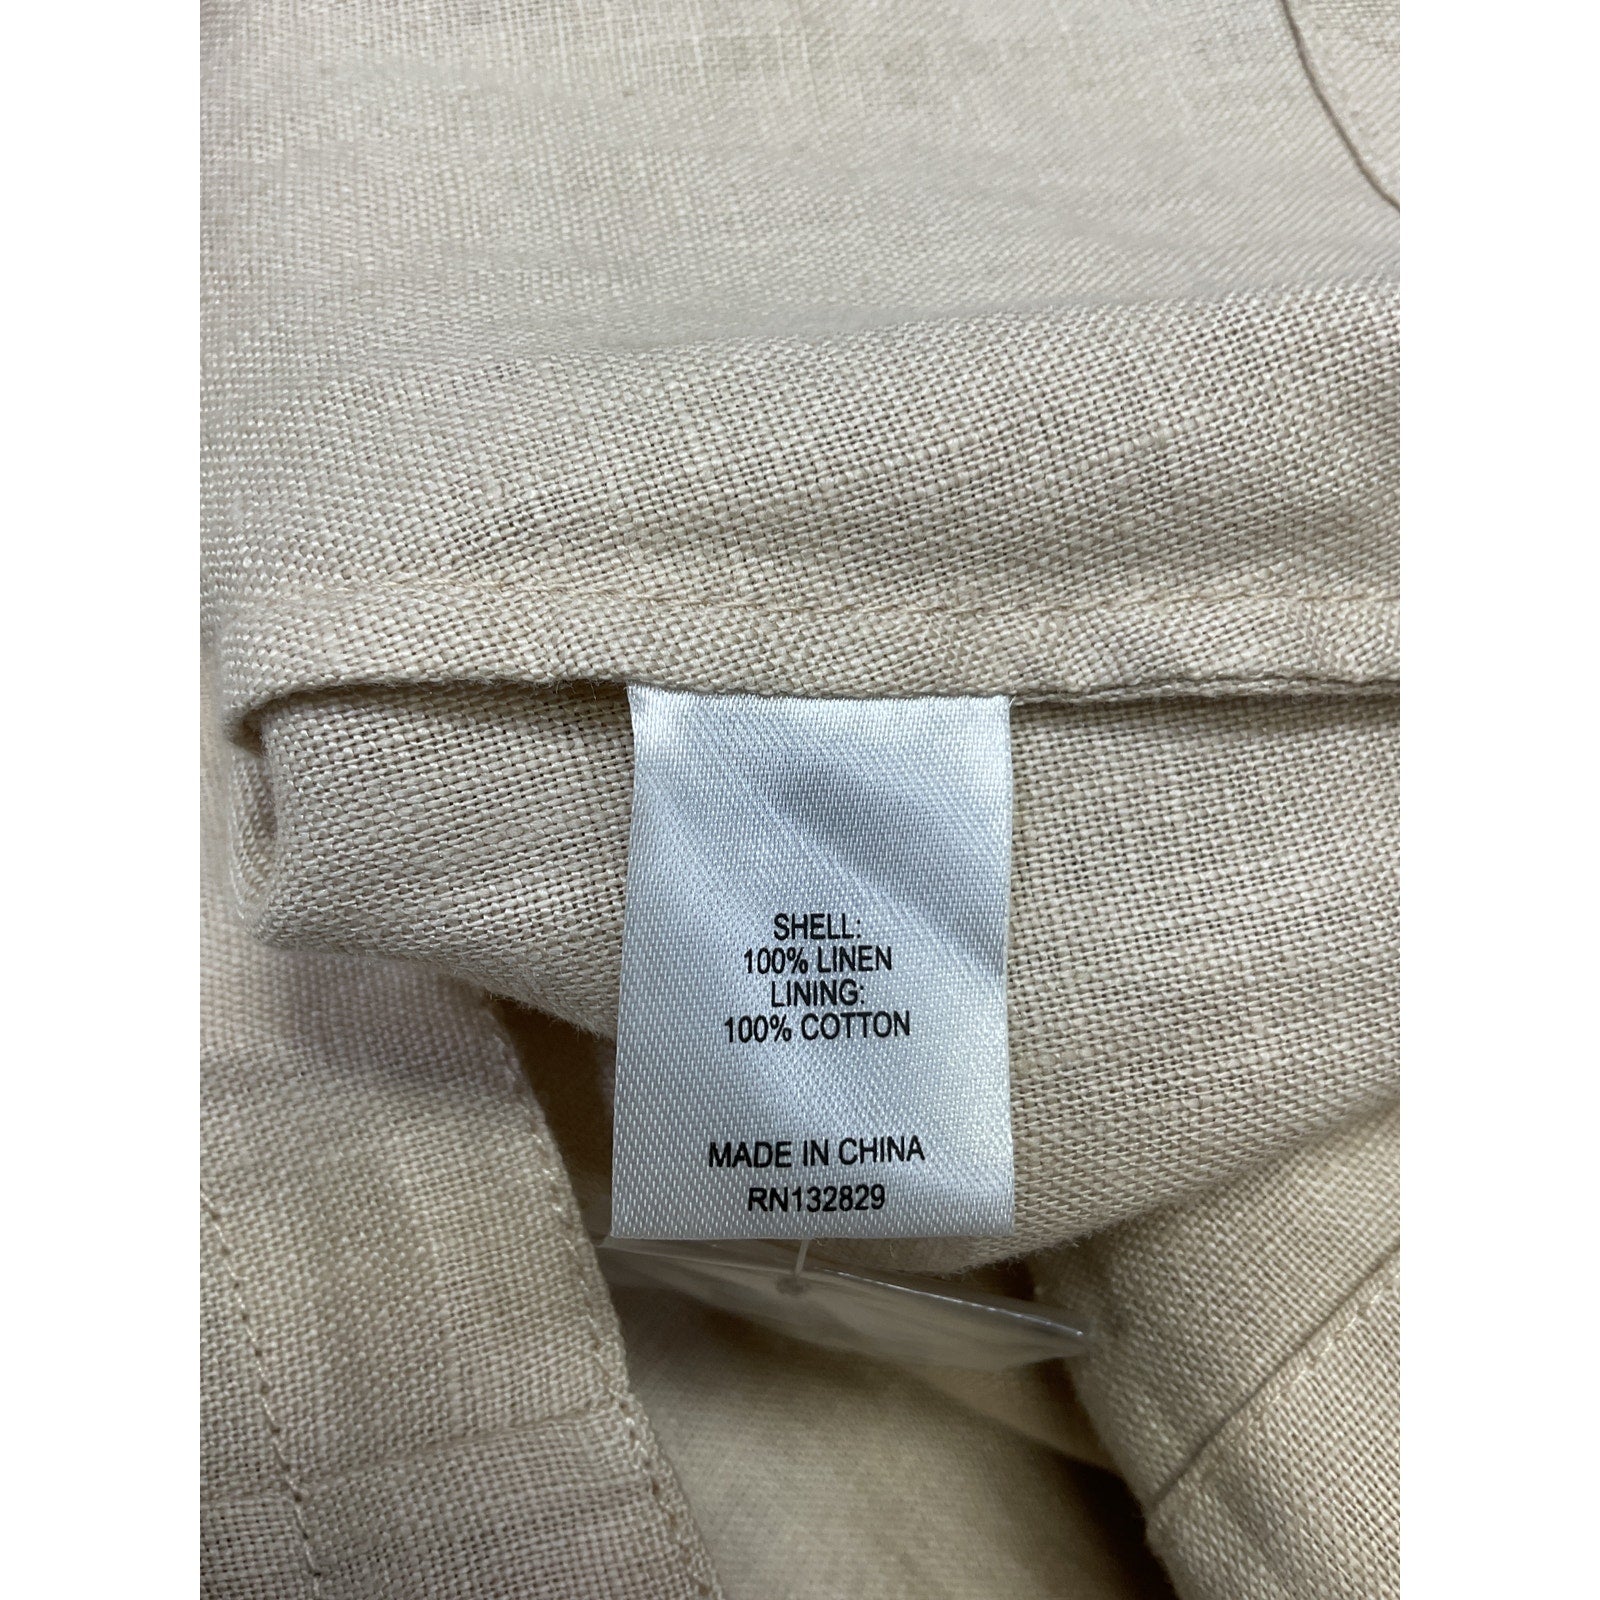 SHELL:
100% LINEN
LINING:
100% COTTON
MADE IN CHINA
RN132829